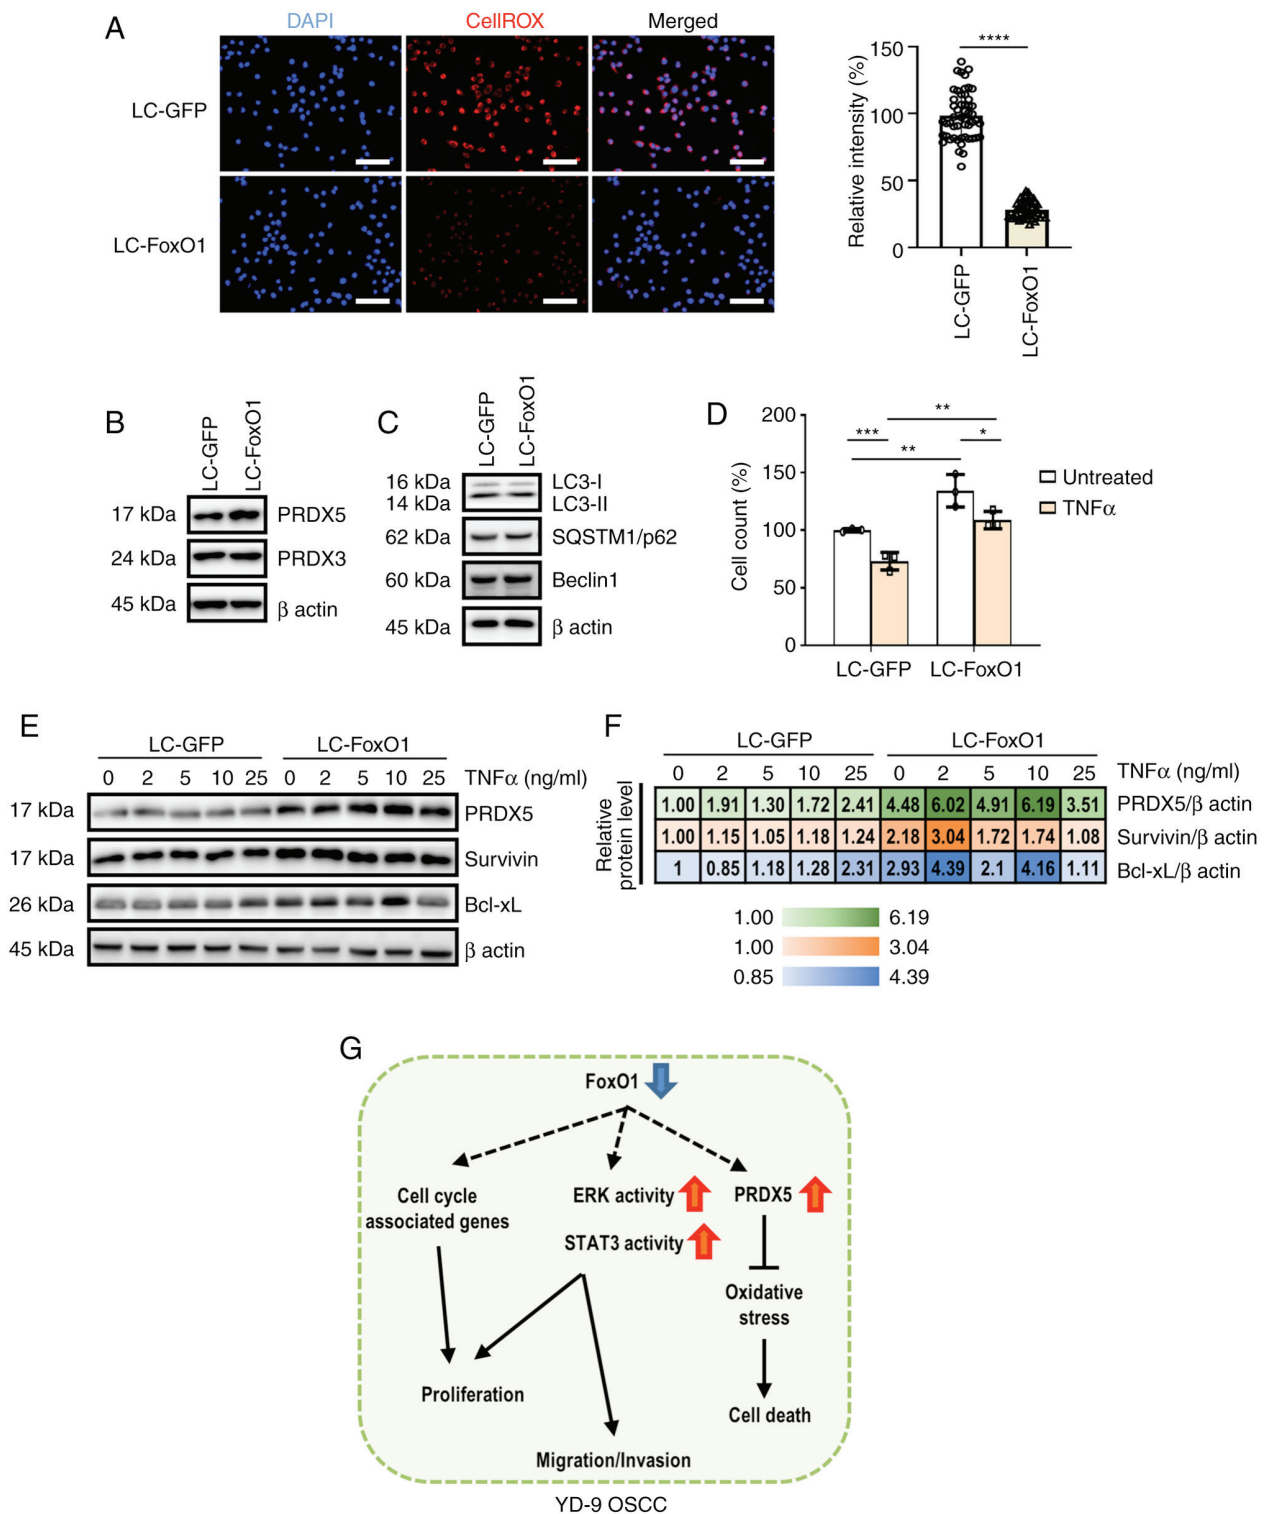 A
DAPI
CellROX
Merged
LC-GFP
LC-FoxO1
Relative intensity (%)
150
100
50
0
****
LC-GFP
LC-FoxO1
B
LC-GFP
LC-FoxO1
17 kDa
PRDX5
24 kDa
PRDX3
45 kDa
β actin
C
LC-GFP
LC-FoxO1
16 kDa
LC3-I
14 kDa
LC3-II
62 kDa
SQSTM1/p62
60 kDa
Beclin1
45 kDa
β actin
D
Cell count (%)
200
150
100
50
0
**
***
*
**
Untreated
TNFα
LC-GFP
LC-FoxO1
E
LC-GFP
LC-FoxO1
0 2 5 10 25 0 2 5 10 25 TNFα (ng/ml)
17 kDa
PRDX5
17 kDa
Survivin
26 kDa
Bcl-xL
45 kDa
β actin
F
LC-GFP
LC-FoxO1
0 2 5 10 25 0 2 5 10 25 TNFα (ng/ml)
Relative
protein level
1.00 1.91 1.30 1.72 2.41 4.48 6.02 4.91 6.19 3.51 PRDX5/β actin
1.00 1.15 1.05 1.18 1.24 2.18 3.04 1.72 1.74 1.08 Survivin/β actin
1 0.85 1.18 1.28 2.31 2.93 4.39 2.1 4.16 1.11 Bcl-xL/β actin
1.00 6.19
1.00 3.04
0.85 4.39
G
FoxO1
Cell cycle
associated genes
ERK activity
STAT3 activity
PRDX5
Oxidative
stress
Proliferation
Cell death
Migration/Invasion
YD-9 OSCC